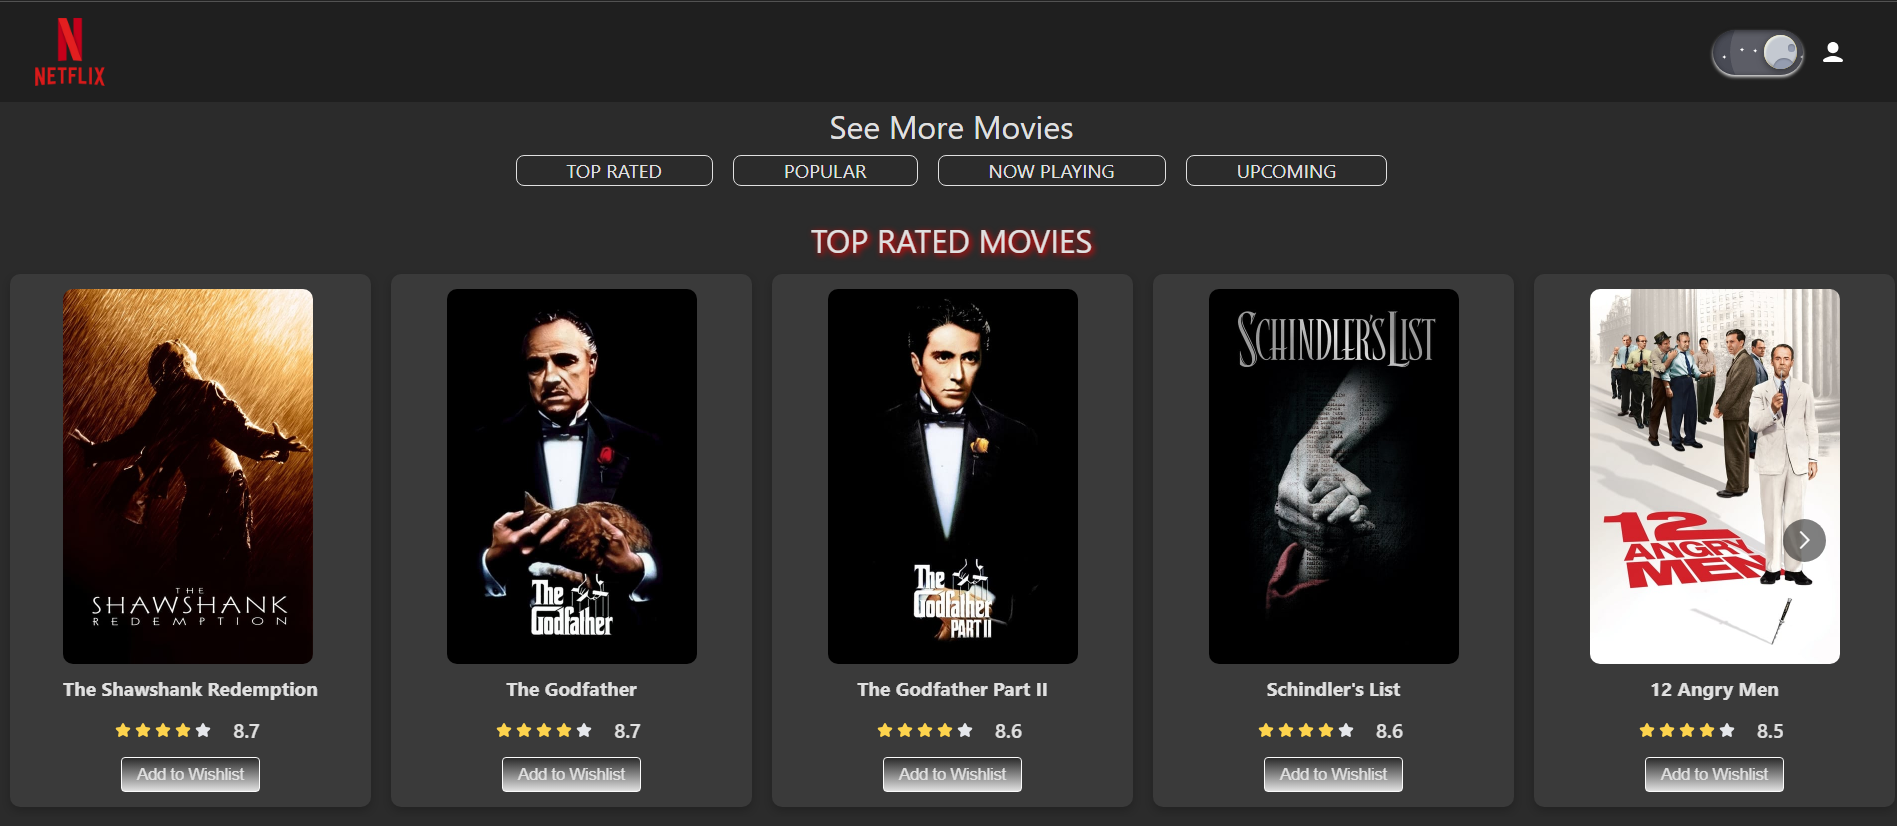 N
NETFLIX
See More Movies
TOP RATED
POPULAR
NOW PLAYING
UPCOMING
TOP RATED MOVIES
THE
SHAWSHANK
REDEMPTION
The
Godfather
The
Godfather
PART II
SCHINDLER'S LIST
12
ANGRY
MEN
The Shawshank Redemption
The Godfather
The Godfather Part II
Schindler's List
12 Angry Men
8.7
8.7
8.6
8.6
8.5
Add to Wishlist
Add to Wishlist
Add to Wishlist
Add to Wishlist
Add to Wishlist